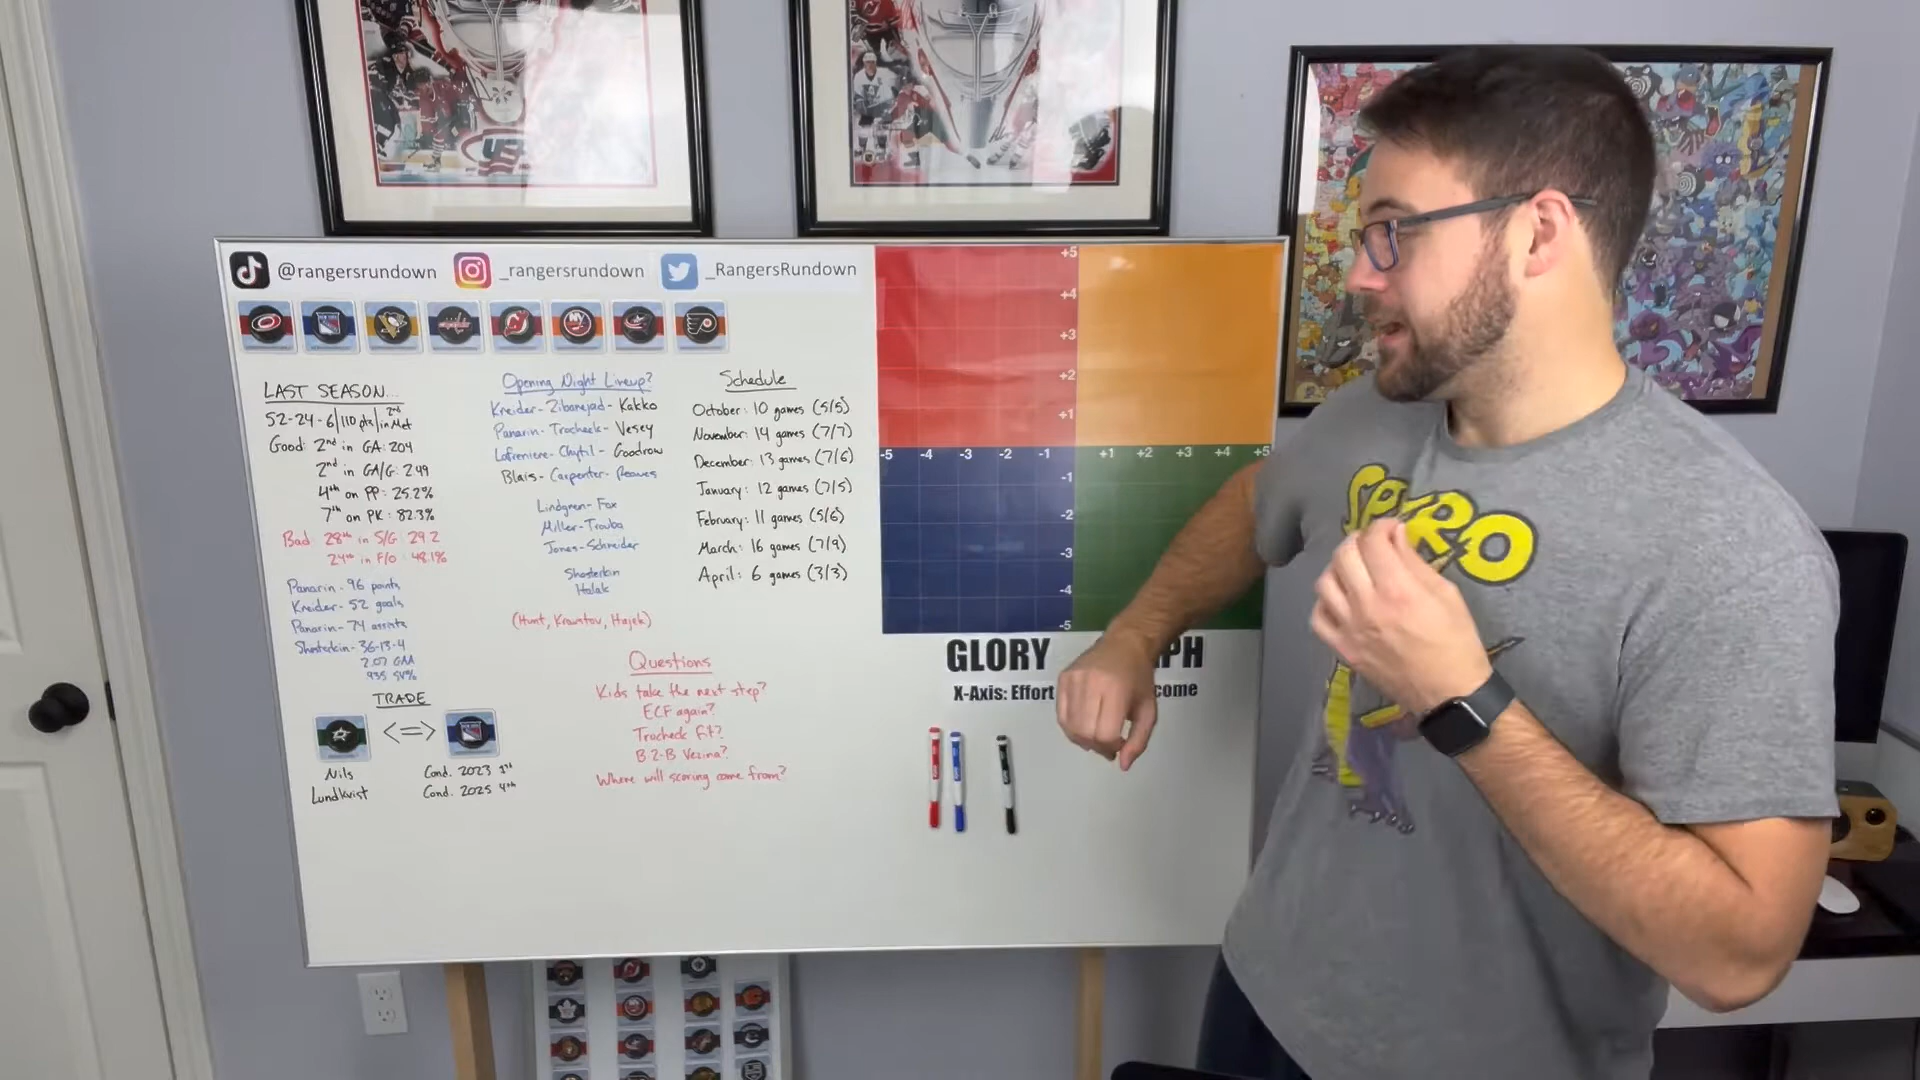 @rangersrundown _rangersrundown _RangersRundown
LAST SEASON...
52-24-6/110 pts/2nd in Met
Good: 2nd in GA: 204
2nd in GA/G: 2.49
4th on PP: 25.2%
7th on PK: 82.3%
Bad: 28th in S/G: 29.2
24th in F/O: 48.1%
Panarin - 96 points
Kreider - 52 goals
Panarin - 74 assists
Shesterkin - 36-13-4
2.07 GAA
.935 SV%
TRADE
<=>
Nils
Lundkvist
Cond. 2023 1st
Cond. 2025 4th
Opening Night Lineup?
Kreider - Zibanejad - Kakko
Panarin - Trocheck - Vesey
Lafreniere - Chytil - Goodrow
Blais - Carpenter - Reaves
Lindgren - Fox
Miller - Trouba
Jones - Schneider
Shesterkin
Halak
(Hunt, Kravtsov, Hajek)
Questions
Kids take the next step?
ECF again?
Trocheck fit?
B-2-B Vezina?
Where will scoring come from?
Schedule
October: 10 games (5/5)
November: 14 games (7/7)
December: 13 games (7/6)
January: 12 games (7/5)
February: 11 games (5/6)
March: 16 games (7/9)
April: 6 games (3/3)
+5
+4
+3
+2
+1
-5 -4 -3 -2 -1 +1 +2 +3 +4 +5
-1
-2
-3
-4
-5
GLORY PH
X-Axis: Effort come
SPYRO